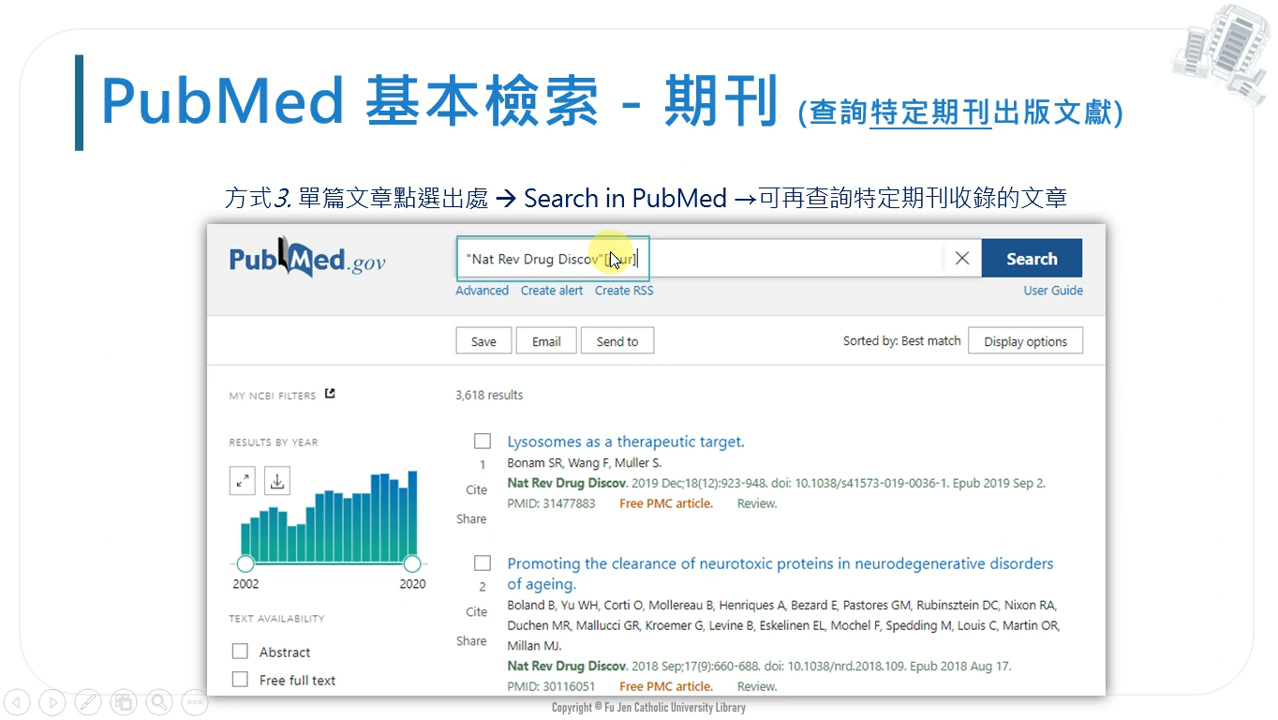 PubMed 基本檢索 - 期刊 (查詢特定期刊出版文獻)
方式3. 單篇文章點選出處 → Search in PubMed →可再查詢特定期刊收錄的文章
PubMed.gov
"Nat Rev Drug Discov"[jour]
Search
Advanced Create alert Create RSS
User Guide
Save Email Send to
Sorted by: Best match Display options
MY NCBI FILTERS
3,618 results
RESULTS BY YEAR
2002 2020
TEXT AVAILABILITY
Abstract
Free full text
Lysosomes as a therapeutic target.
1
Bonam SR, Wang F, Muller S.
Cite
Nat Rev Drug Discov. 2019 Dec;18(12):923-948. doi: 10.1038/s41573-019-0036-1. Epub 2019 Sep 2.
PMID: 31477883 Free PMC article. Review.
Share
Promoting the clearance of neurotoxic proteins in neurodegenerative disorders
of ageing.
2
Cite
Boland B, Yu WH, Corti O, Mollereau B, Henriques A, Bezard E, Pastores GM, Rubinsztein DC, Nixon RA,
Duchen MR, Mallucci GR, Kroemer G, Levine B, Eskelinen EL, Mochel F, Spedding M, Louis C, Martin OR,
Share
Millan MJ.
Nat Rev Drug Discov. 2018 Sep;17(9):660-688. doi: 10.1038/nrd.2018.109. Epub 2018 Aug 17.
PMID: 30116051 Free PMC article. Review.
Copyright © Fu Jen Catholic University Library